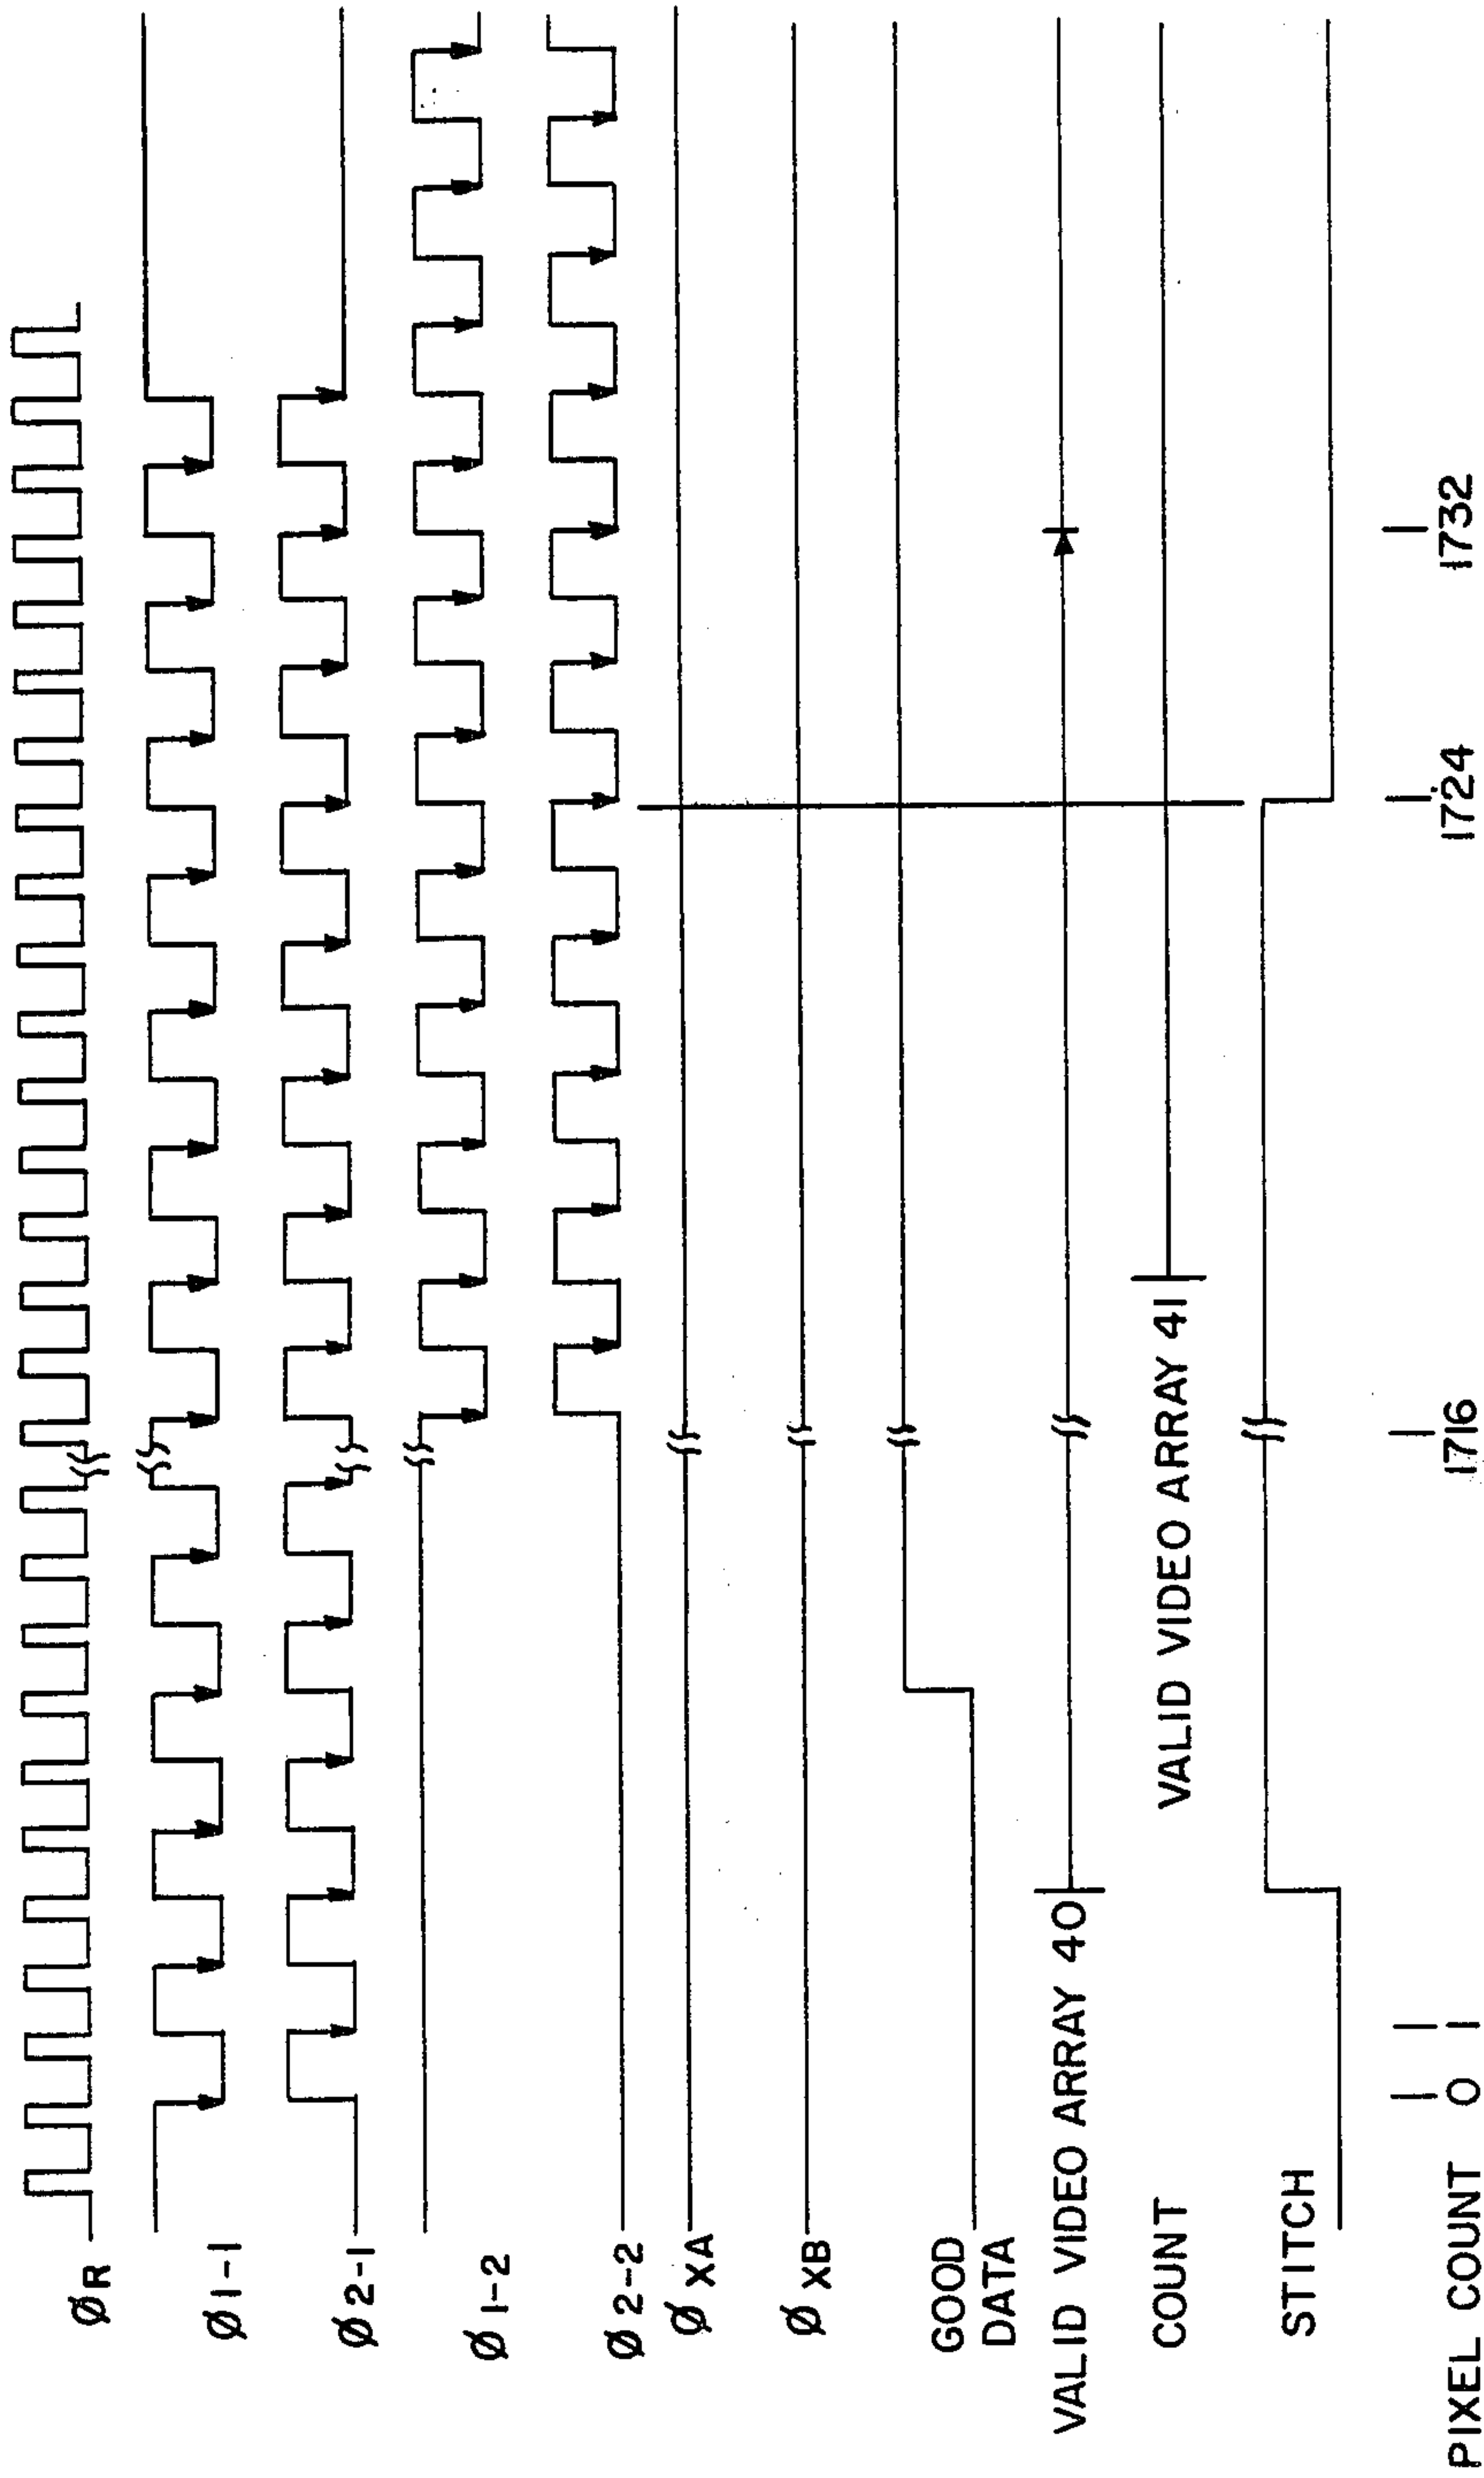 ØR
Ø1-1
Ø2-1
Ø1-2
Ø2-2
ØXA
ØXB
GOOD
DATA
VALID VIDEO ARRAY 40
VALID VIDEO ARRAY 41
COUNT
STITCH
PIXEL COUNT 0 1 1716 1724 1732